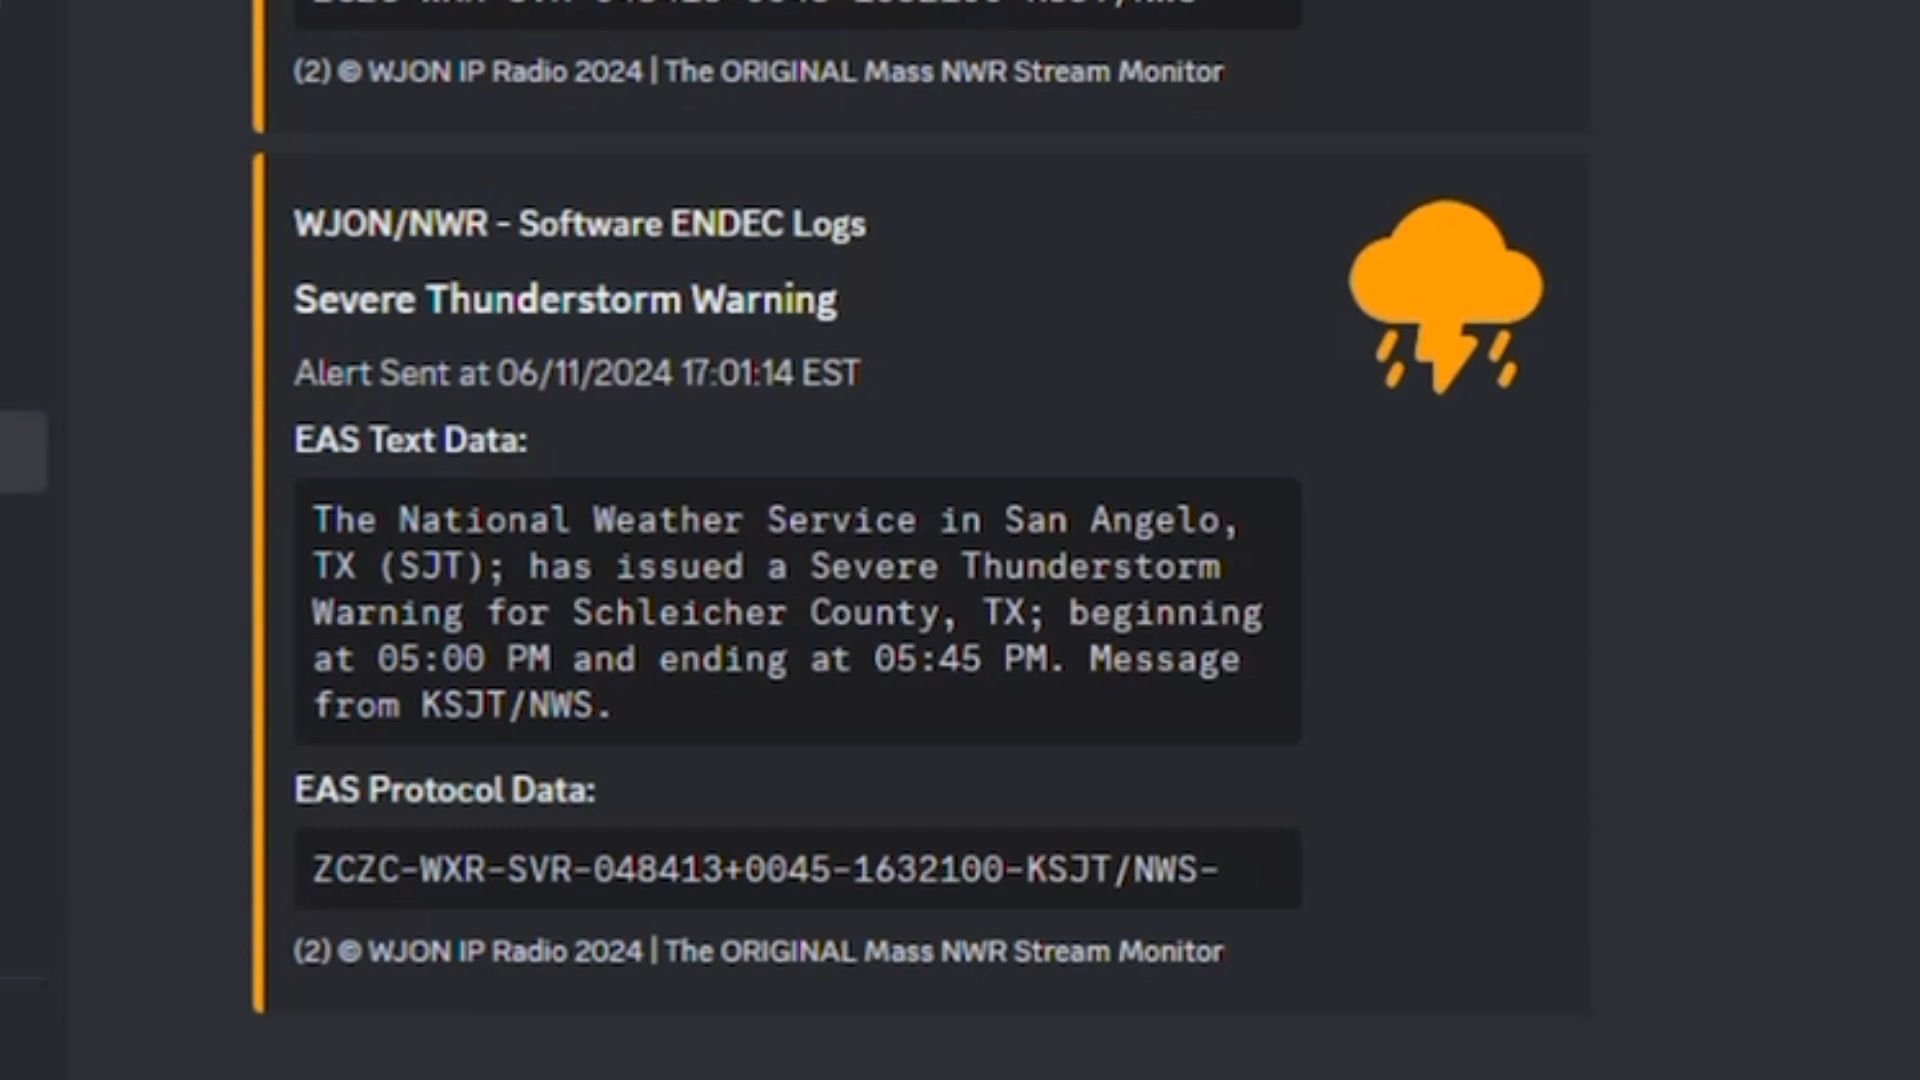 (2) © WJON IP Radio 2024 | The ORIGINAL Mass NWR Stream Monitor
WJON/NWR - Software ENDEC Logs
Severe Thunderstorm Warning
Alert Sent at 06/11/2024 17:01:14 EST
EAS Text Data:
The National Weather Service in San Angelo,
TX (SJT); has issued a Severe Thunderstorm
Warning for Schleicher County, TX; beginning
at 05:00 PM and ending at 05:45 PM. Message
from KSJT/NWS.
EAS Protocol Data:
ZCZC-WXR-SVR-048413+0045-1632100-KSJT/NWS-
(2) © WJON IP Radio 2024 | The ORIGINAL Mass NWR Stream Monitor